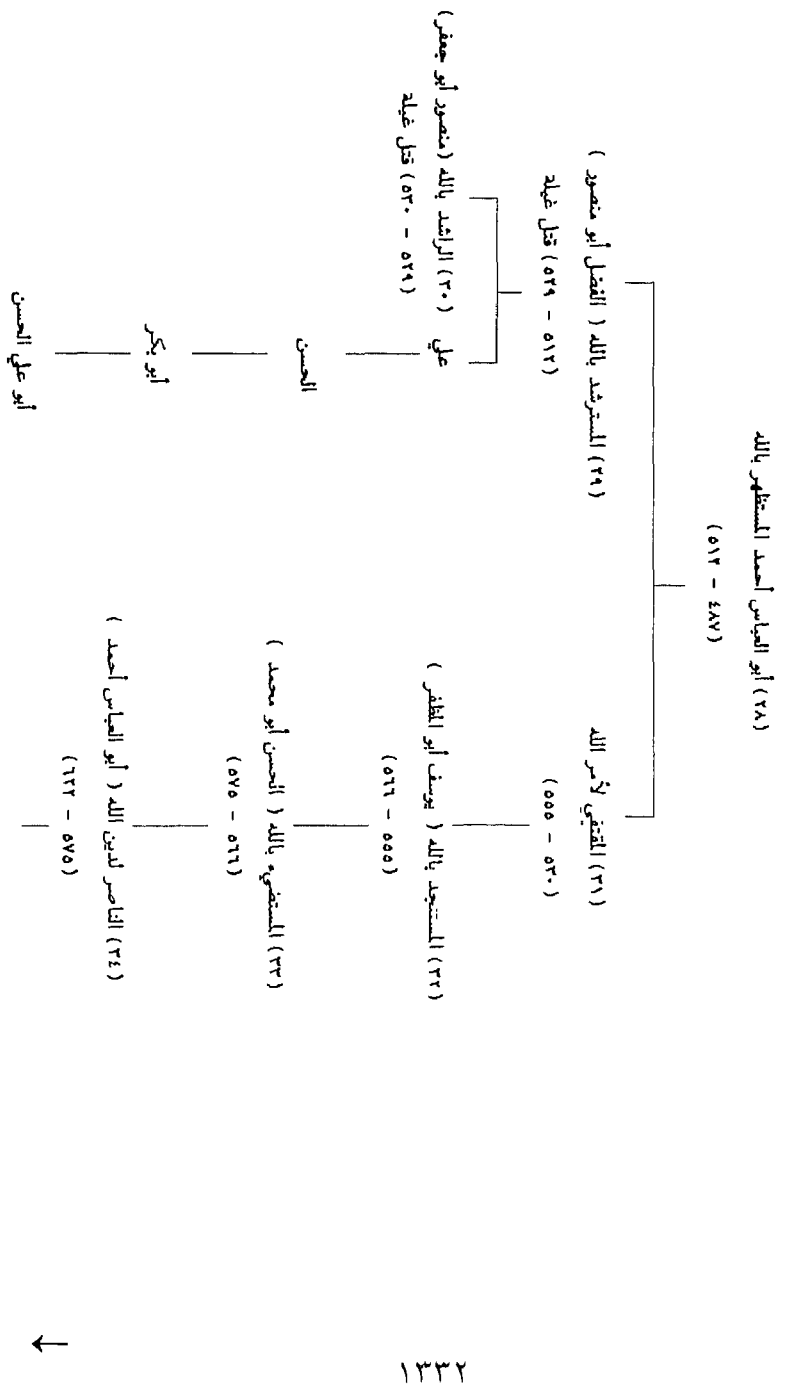 (٢٨) أبو العباس أحمد المستظهر بالله
(٤٨٧ - ٥١٢)
(٢٩) المسترشد بالله ( الفضل أبو منصور )
(٥١٢ - ٥٢٩) قتل غيلة
(٣١) المقتفي لأمر الله
(٥٣٠ - ٥٥٥)
(٣٠) الراشد بالله (منصور أبو جعفر)
(٥٢٩ - ٥٣٠) قتل غيلة
علي
(٣٢) المستنجد بالله ( يوسف أبو المظفر )
(٥٥٥ - ٥٦٦)
الحسن
(٣٣) المستضيء بالله ( الحسن أبو محمد )
(٥٦٦ - ٥٧٥)
أبو بكر
(٣٤) الناصر لدين الله ( أبو العباس أحمد )
(٥٧٥ - ٦٢٢)
أبو علي الحسن
١٣٣٢